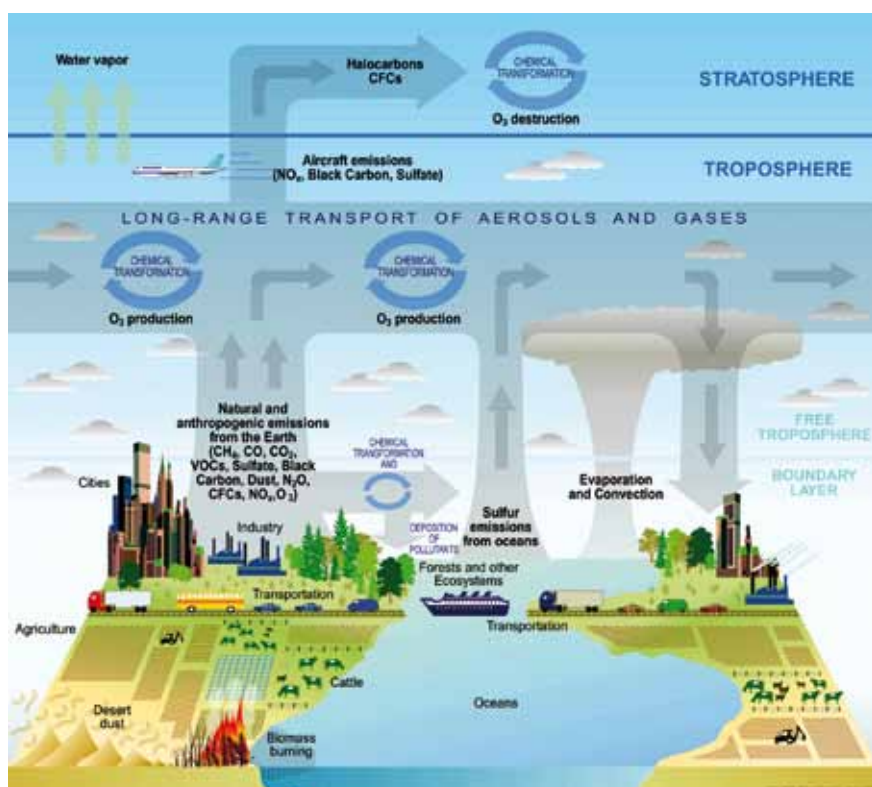 Water vapor
Halocarbons
CFCs
CHEMICAL
TRANSFORMATION
O₃ destruction
STRATOSPHERE
Aircraft emissions
(NOₓ, Black Carbon, Sulfate)
TROPOSPHERE
LONG-RANGE TRANSPORT OF AEROSOLS AND GASES
CHEMICAL
TRANSFORMATION
O₃ production
CHEMICAL
TRANSFORMATION
O₃ production
Natural and
anthropogenic emissions
from the Earth
(CH₄, CO, CO₂,
VOCs, Sulfate, Black
Carbon, Dust, N₂O,
CFCs, NOₓ,O₃)
CHEMICAL
TRANSFORMATION
AND
DEPOSITION
OF
POLLUTANTS
FREE
TROPOSPHERE
BOUNDARY
LAYER
Evaporation
and Convection
Sulfur
emissions
from oceans
Cities
Industry
Forests and other
Ecosystems
Transportation
Transportation
Agriculture
Cattle
Oceans
Desert
dust
Biomass
burning